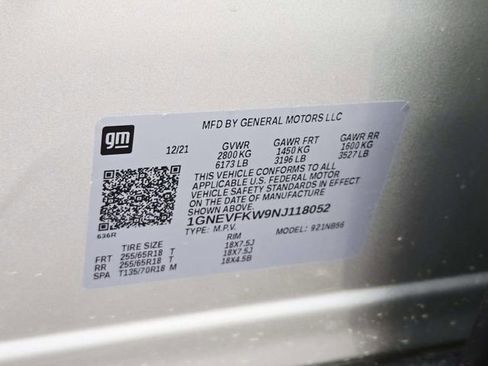 gm
MFD BY GENERAL MOTORS LLC
12/21 GVWR GAWR FRT GAWR RR
2800 KG 1450 KG 1600 KG
6173 LB 3196 LB 3527 LB
THIS VEHICLE CONFORMS TO ALL
APPLICABLE U.S. FEDERAL MOTOR
VEHICLE SAFETY STANDARDS IN EFFECT
ON THE DATE OF MANUFACTURE
1GNEVFKW9NJ118052
TYPE: M.P.V. MODEL: 921NB56
636R
TIRE SIZE RIM
FRT 255/65R18 T 18X7.5J
RR 255/65R18 T 18X7.5J
SPA T135/70R18 M 18X4.5B